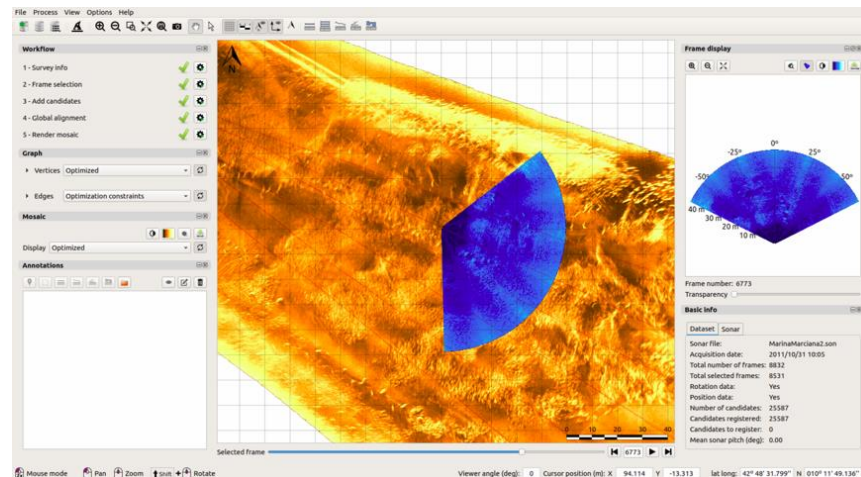 File Process View Options Help
Workflow
1 - Survey info
2 - Frame selection
3 - Add candidates
4 - Global alignment
5 - Render mosaic
Graph
Vertices Optimized
Edges Optimization constraints
Mosaic
Display Optimized
Annotations
N
0 10 20 30 40
Selected frame 6773
Frame display
0°
-25° 25°
-50° 50°
40 m
30 m
20 m
10 m
Frame number: 6773
Transparency
Basic info
Dataset Sonar
Sonar file: MarinaMarciana2.son
Acquisition date: 2011/10/31 10:05
Total number of frames: 8832
Total selected frames: 8531
Rotation data: Yes
Position data: Yes
Number of candidates: 25587
Candidates registered: 25587
Candidates to register: 0
Mean sonar pitch (deg): 0.00
Mouse mode Pan Zoom Shift + Rotate Viewer angle (deg): 0 Cursor position (m): X 94.114 Y -13.313 lat long: 42° 48' 31.799" N 010° 11' 49.136"